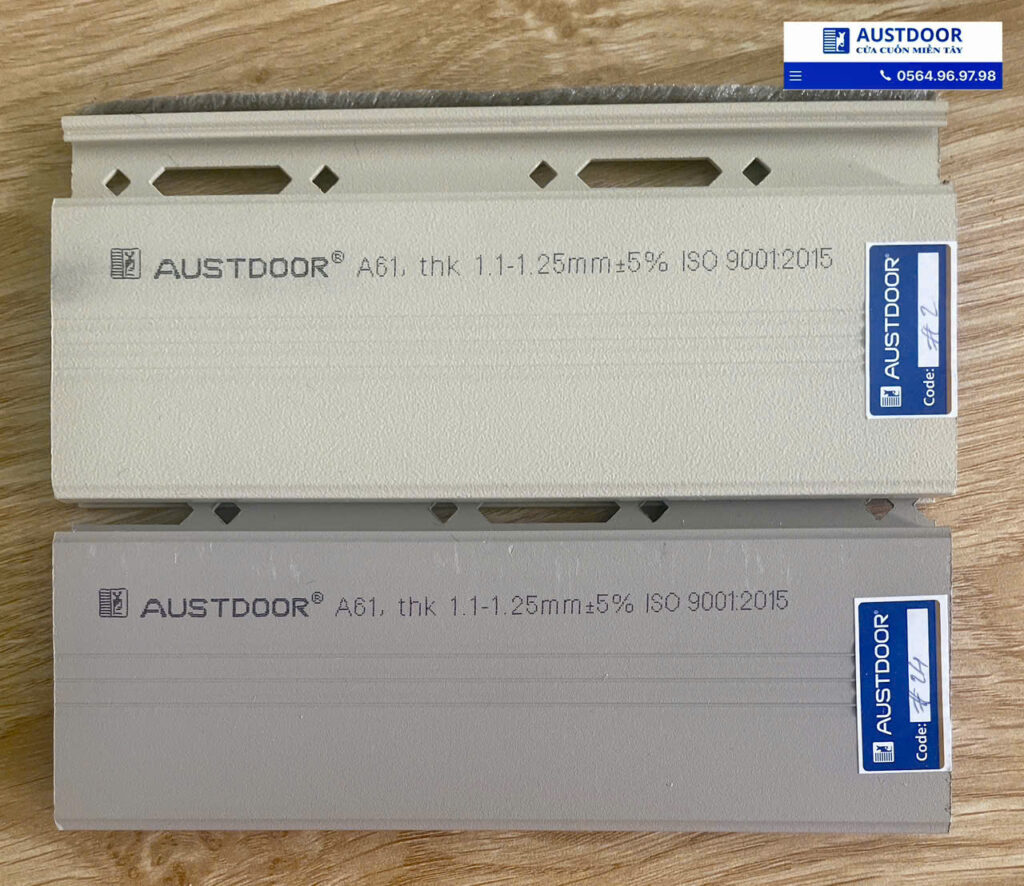 AUSTDOOR
CỬA CUỐN MIỀN TÂY
0564.96.97.98
AUSTDOOR® A61, thk 1.1-1.25mm±5% ISO 9001:2015
AUSTDOOR®
Code: #2
AUSTDOOR® A61, thk 1.1-1.25mm±5% ISO 9001:2015
AUSTDOOR®
Code: #24